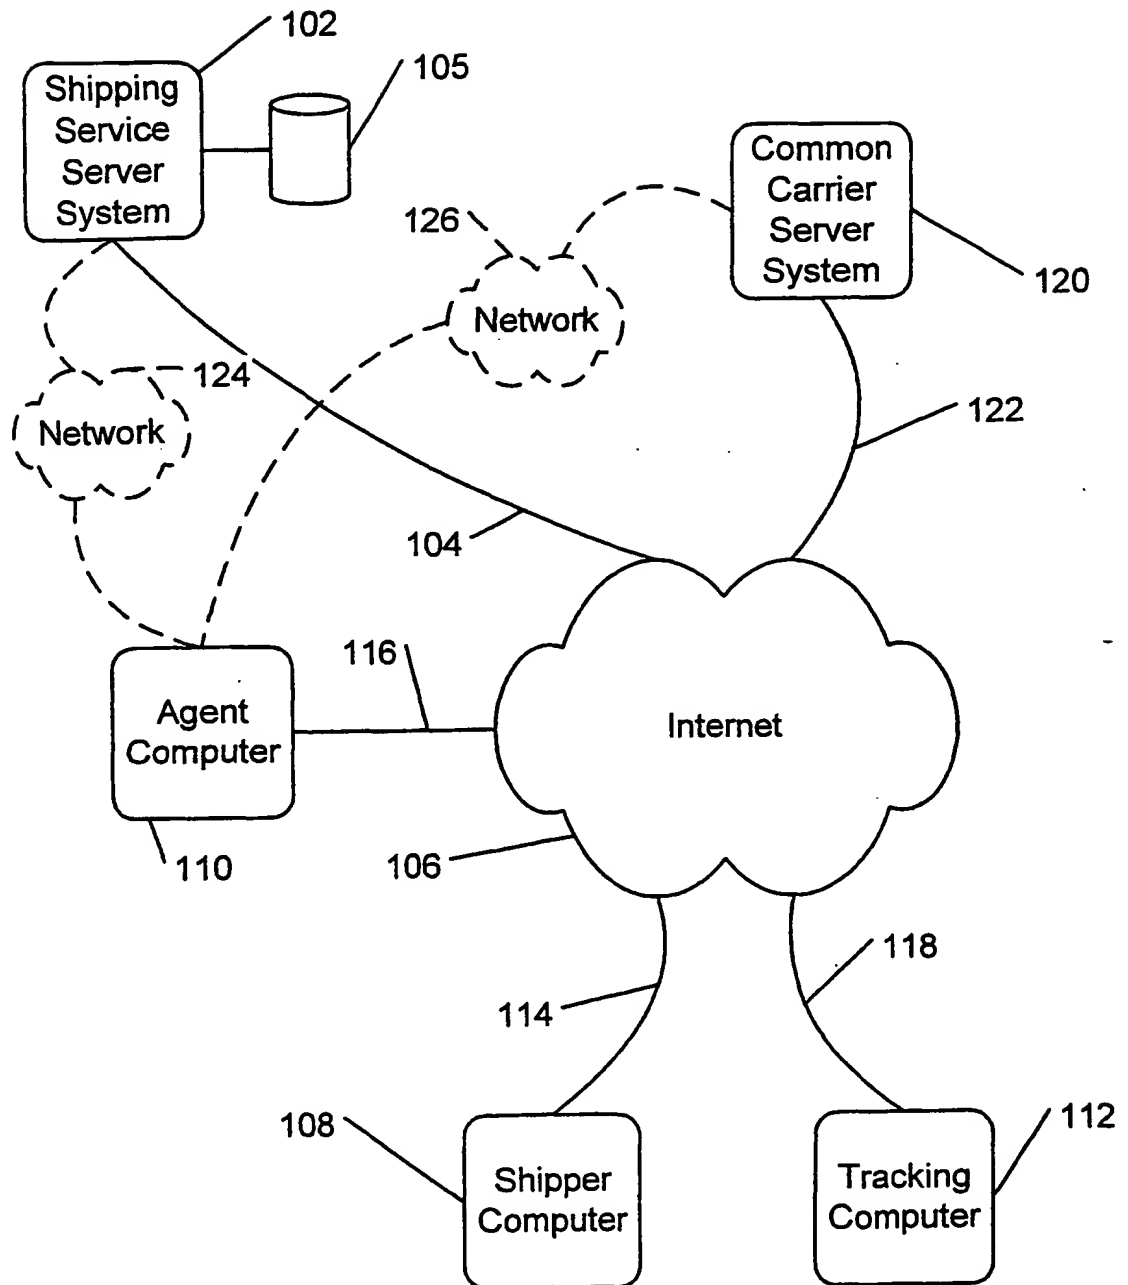 102
105
Shipping
Service
Server
System
Common
Carrier
Server
System
126
120
Network
124
Network
122
104
116
Agent
Computer
Internet
106
110
118
114
108
112
Shipper
Computer
Tracking
Computer